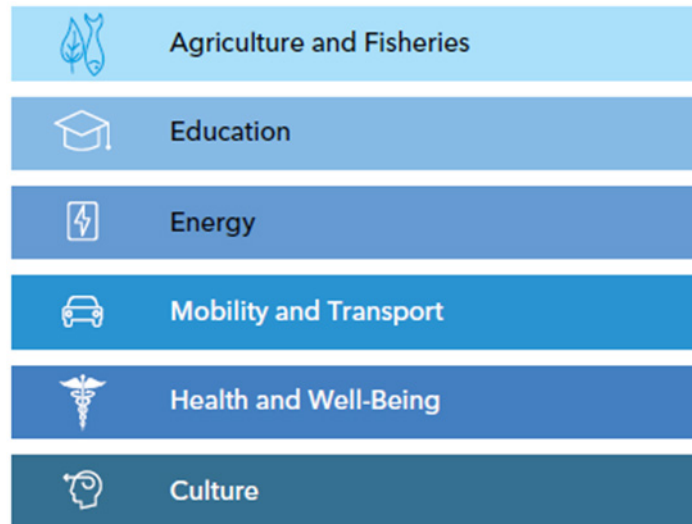 Agriculture and Fisheries
Education
Energy
Mobility and Transport
Health and Well-Being
Culture